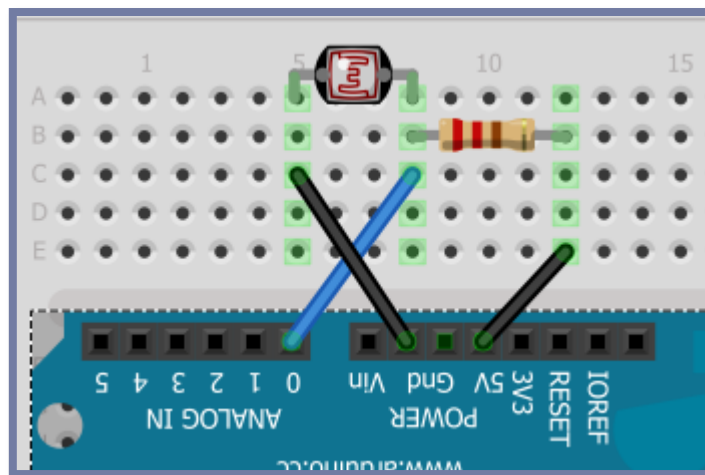 1 5 10 15
A
B
C
D
E
5 4 3 2 1 0 Vin Gnd 5V 3V3 RESET IOREF
ANALOG IN POWER
www.arduino.cc